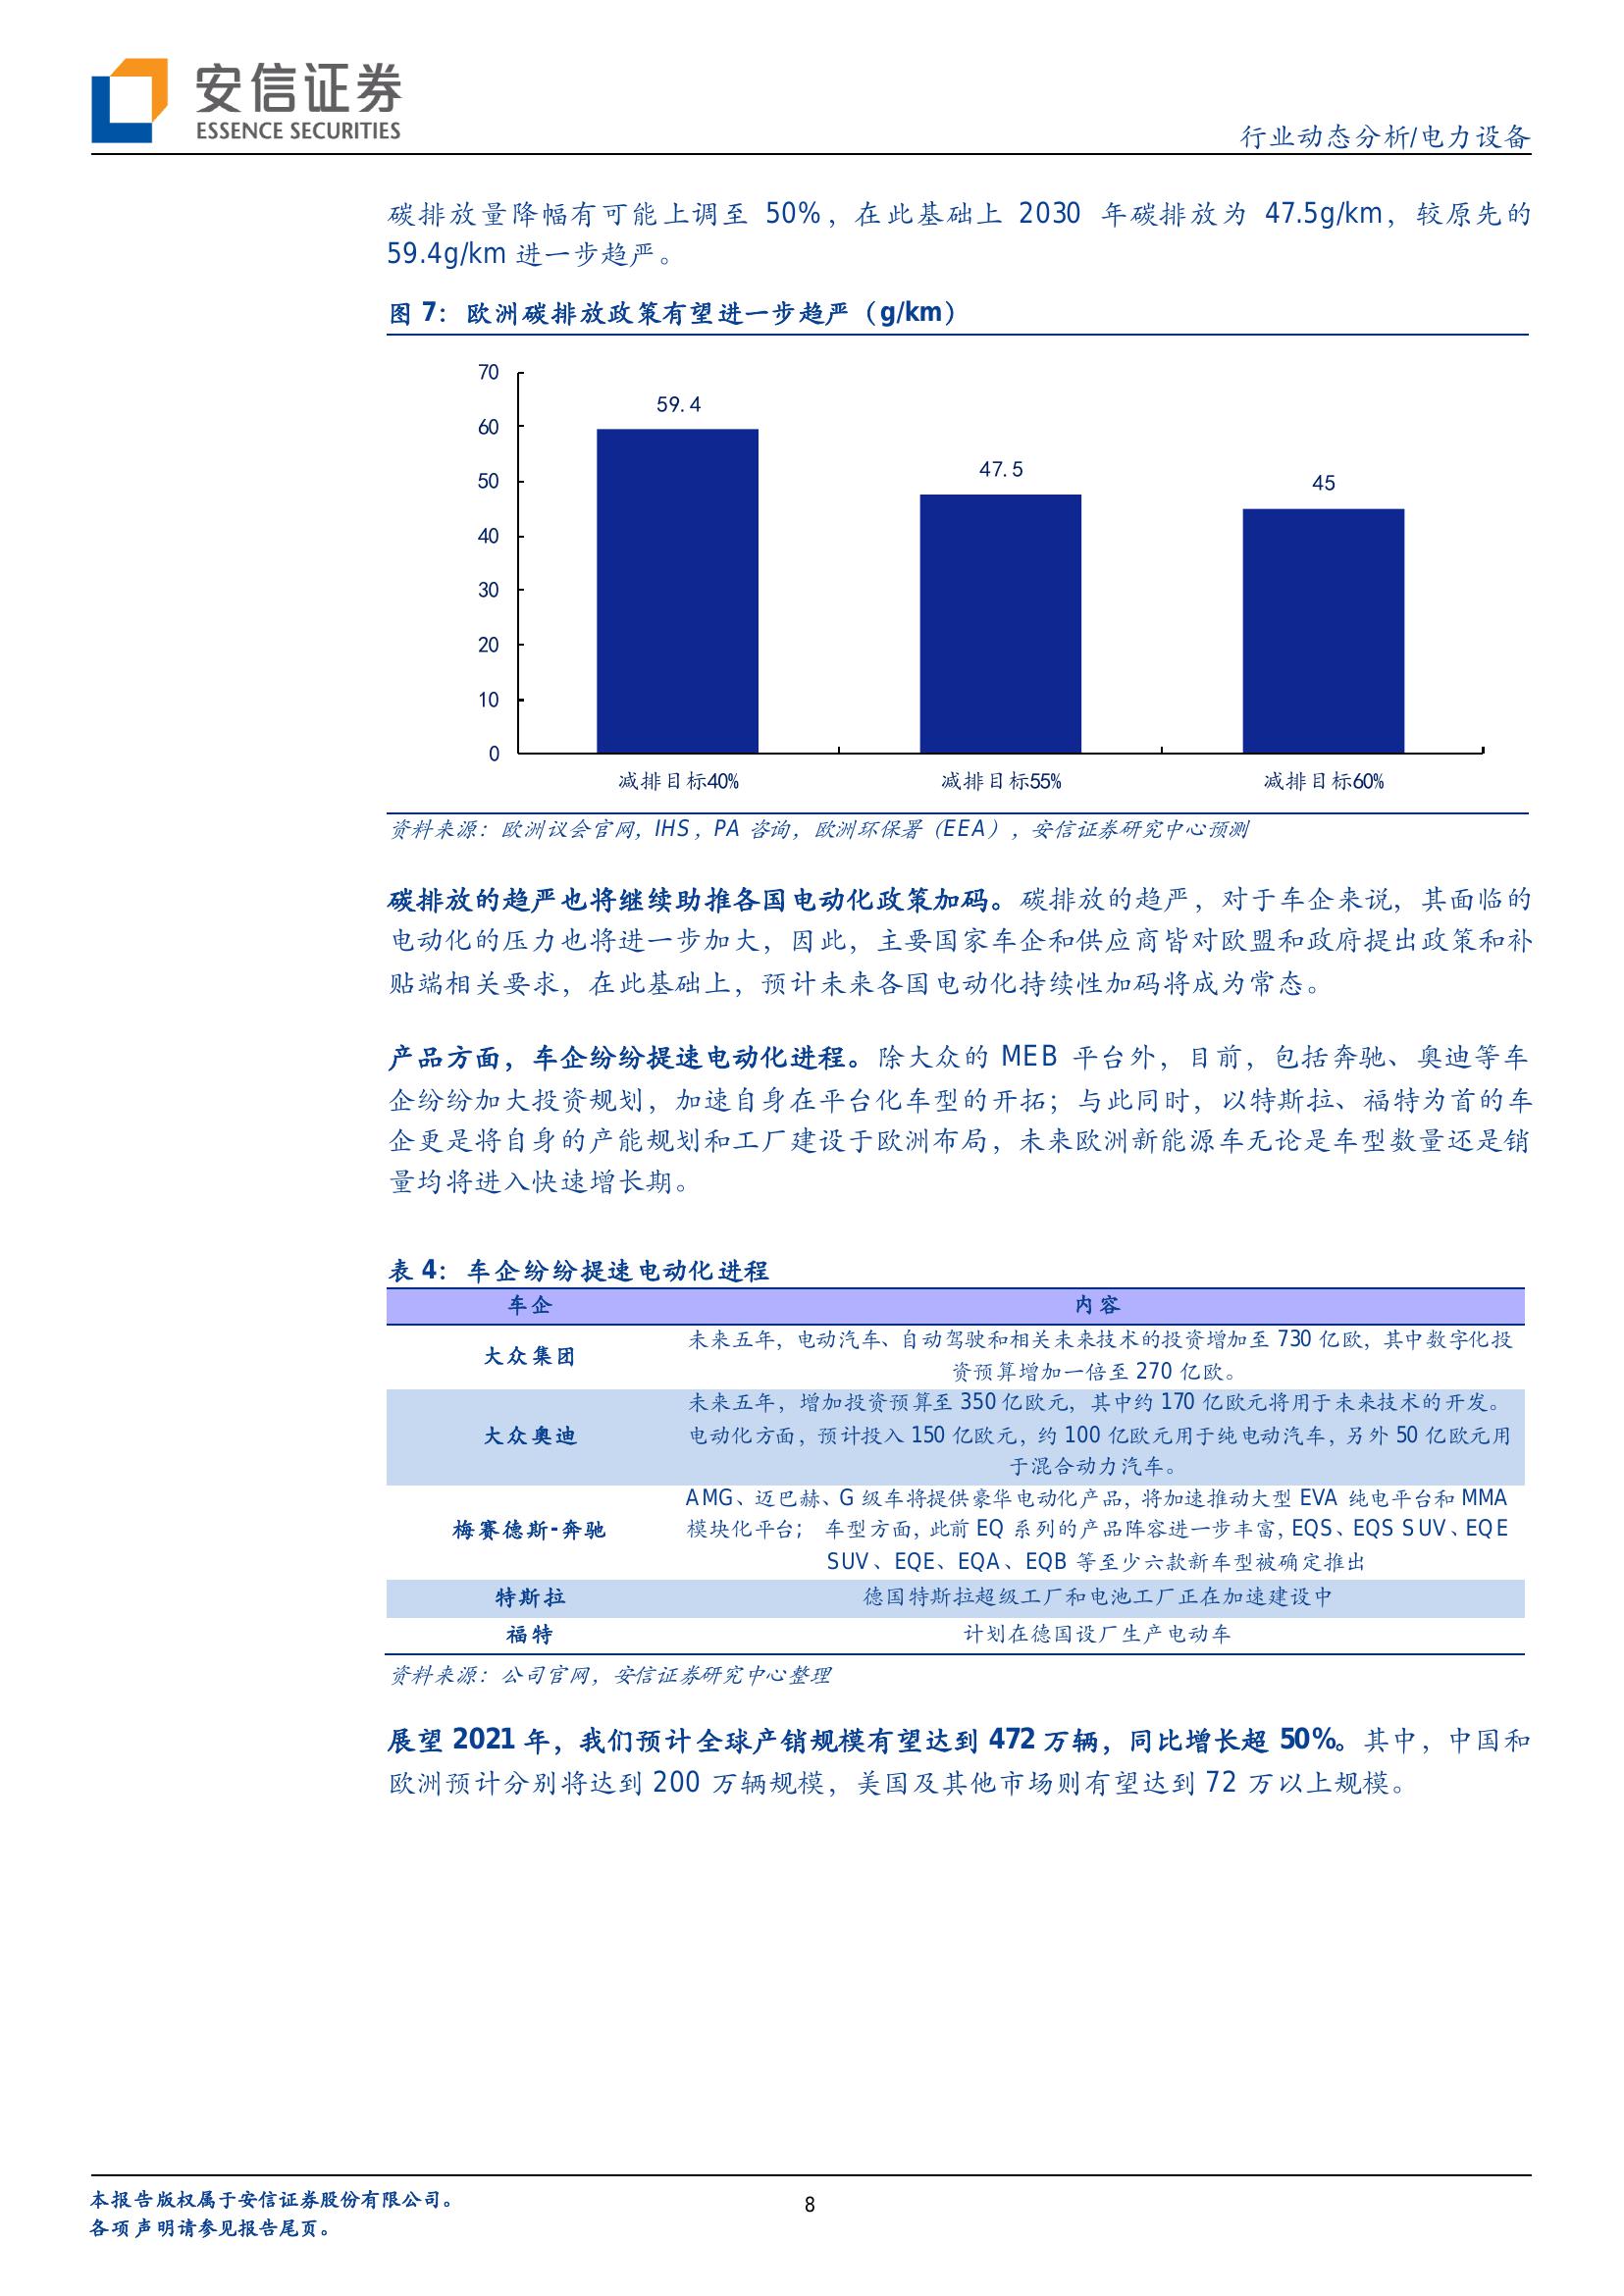 安信证券
ESSENCE SECURITIES
行业动态分析/电力设备
碳排放量降幅有可能上调至 50%，在此基础上 2030 年碳排放为 47.5g/km，较原先的
59.4g/km 进一步趋严。
图 7：欧洲碳排放政策有望进一步趋严（g/km）
70
60
50
40
30
20
10
0
59.4
47.5
45
减排目标40%
减排目标55%
减排目标60%
资料来源：欧洲议会官网，IHS，PA 咨询，欧洲环保署（EEA），安信证券研究中心预测
碳排放的趋严也将继续助推各国电动化政策加码。碳排放的趋严，对于车企来说，其面临的
电动化的压力也将进一步加大，因此，主要国家车企和供应商皆对欧盟和政府提出政策和补
贴端相关要求，在此基础上，预计未来各国电动化持续性加码将成为常态。
产品方面，车企纷纷提速电动化进程。除大众的 MEB 平台外，目前，包括奔驰、奥迪等车
企纷纷加大投资规划，加速自身在平台化车型的开拓；与此同时，以特斯拉、福特为首的车
企更是将自身的产能规划和工厂建设于欧洲布局，未来欧洲新能源车无论是车型数量还是销
量均将进入快速增长期。
表 4：车企纷纷提速电动化进程
车企 内容
大众集团
未来五年，电动汽车、自动驾驶和相关未来技术的投资增加至 730 亿欧，其中数字化投
资预算增加一倍至 270 亿欧。
大众奥迪
未来五年，增加投资预算至 350 亿欧元，其中约 170 亿欧元将用于未来技术的开发。
电动化方面，预计投入 150 亿欧元，约 100 亿欧元用于纯电动汽车，另外 50 亿欧元用
于混合动力汽车。
梅赛德斯-奔驰
AMG、迈巴赫、G 级车将提供豪华电动化产品，将加速推动大型 EVA 纯电平台和 MMA
模块化平台； 车型方面，此前 EQ 系列的产品阵容进一步丰富，EQS、EQS SUV、EQE
SUV、EQE、EQA、EQB 等至少六款新车型被确定推出
特斯拉 德国特斯拉超级工厂和电池工厂正在加速建设中
福特 计划在德国设厂生产电动车
资料来源：公司官网，安信证券研究中心整理
展望 2021 年，我们预计全球产销规模有望达到 472 万辆，同比增长超 50%。其中，中国和
欧洲预计分别将达到 200 万辆规模，美国及其他市场则有望达到 72 万以上规模。
本报告版权属于安信证券股份有限公司。
各项声明请参见报告尾页。
8